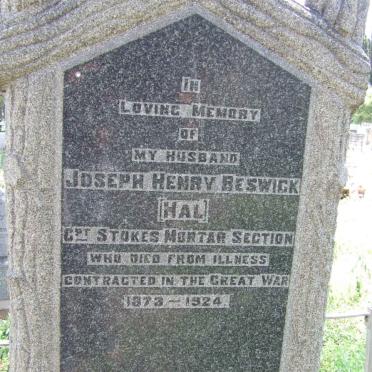 IN
LOVING MEMORY
OF
MY HUSBAND
JOSEPH HENRY BESWICK
[HAL]
CPT STOKES MORTAR SECTION
WHO DIED FROM ILLNESS
CONTRACTED IN THE GREAT WAR
1873-1924.